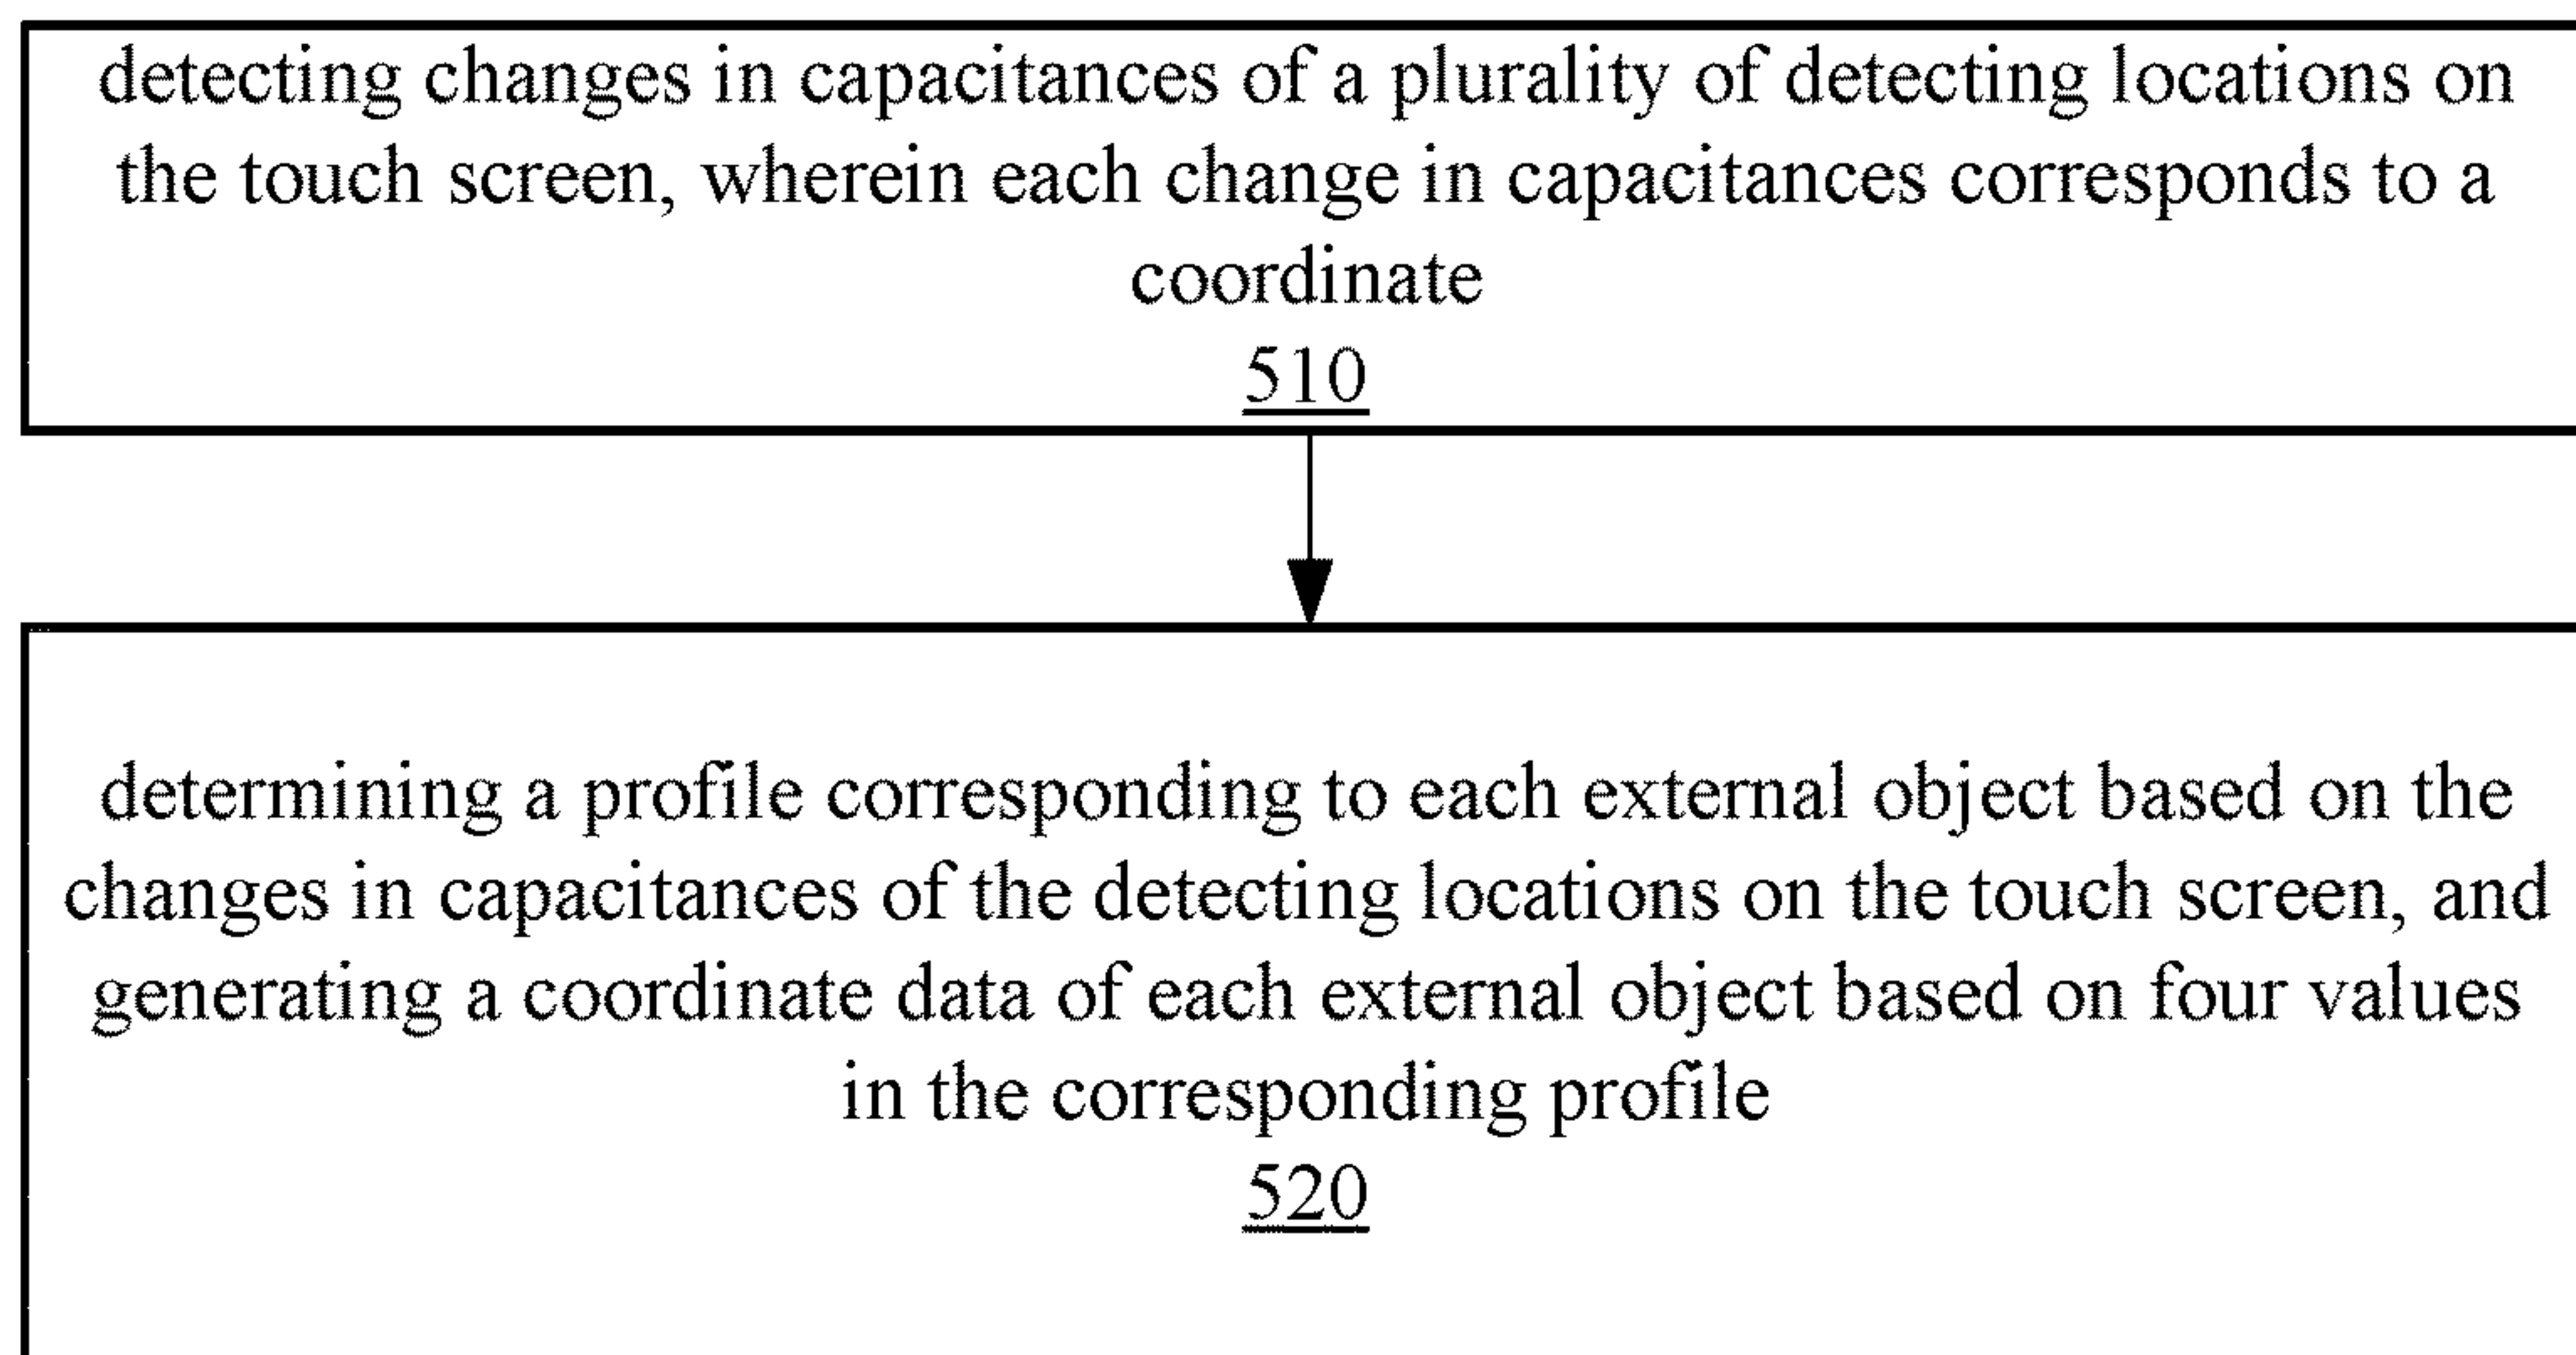 detecting changes in capacitances of a plurality of detecting locations on
the touch screen, wherein each change in capacitances corresponds to a
coordinate
510
determining a profile corresponding to each external object based on the
changes in capacitances of the detecting locations on the touch screen, and
generating a coordinate data of each external object based on four values
in the corresponding profile
520